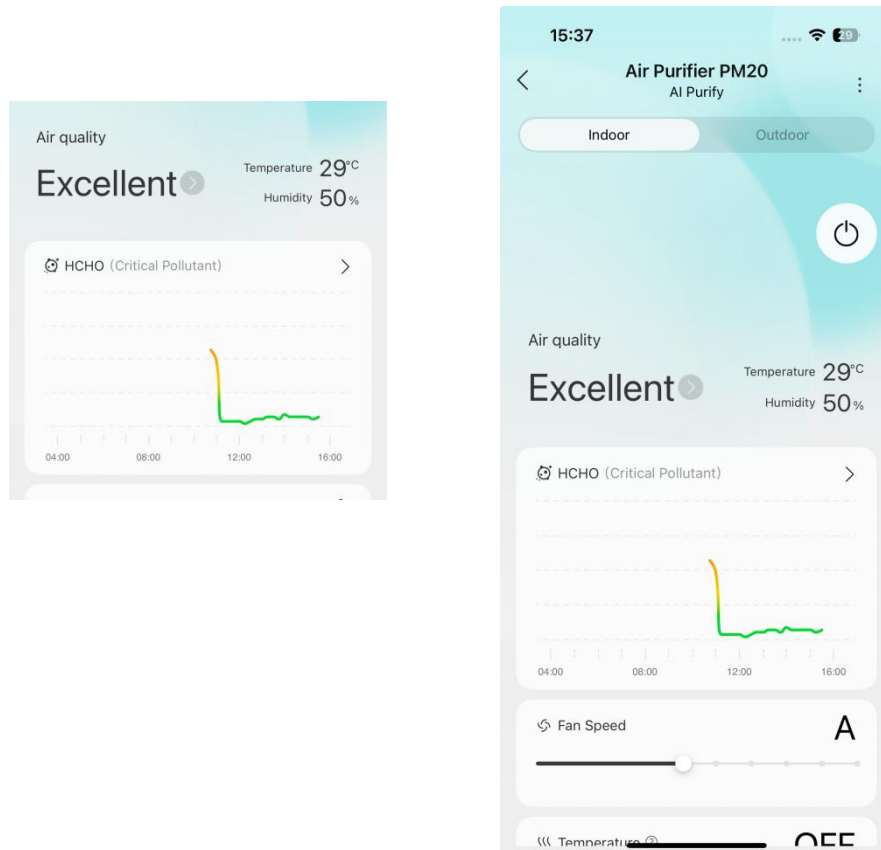 Air quality
Excellent
Temperature 29°C
Humidity 50%
HCHO (Critical Pollutant)
04:00 08:00 12:00 16:00
15:37
29
Air Purifier PM20
AI Purify
Indoor Outdoor
Air quality
Excellent
Temperature 29°C
Humidity 50%
HCHO (Critical Pollutant)
04:00 08:00 12:00 16:00
Fan Speed A
Temperature ? OFF